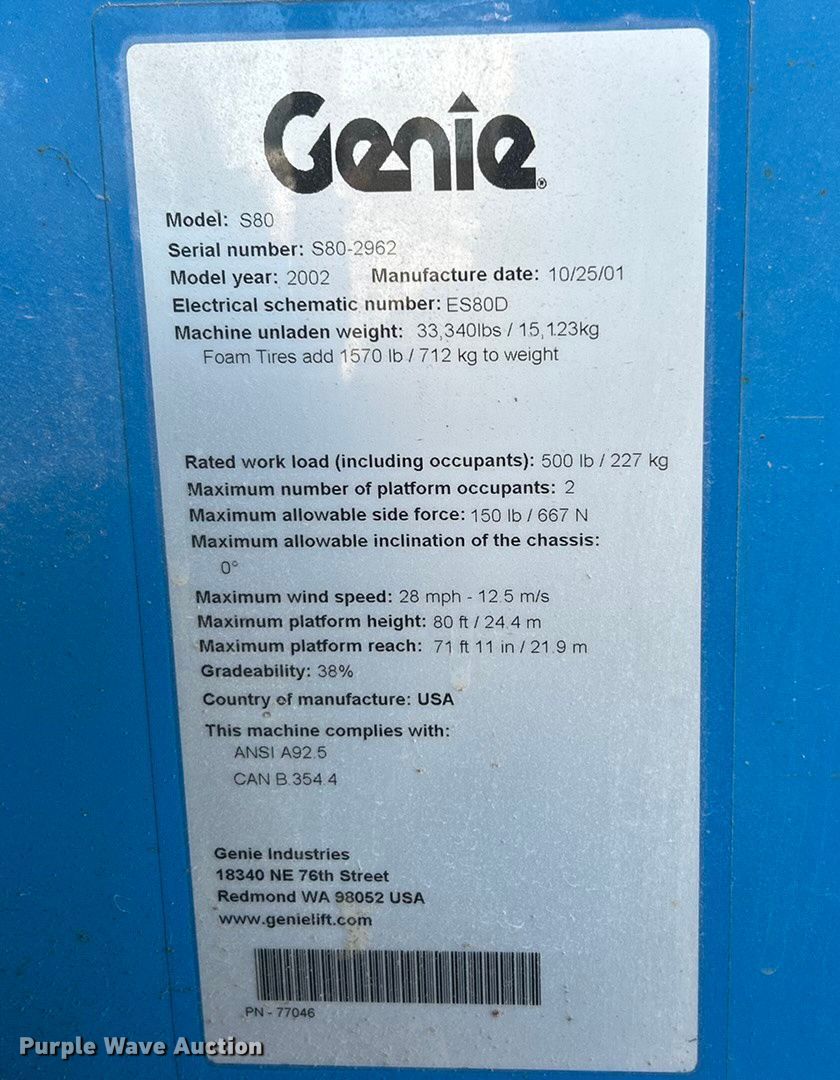 Genie®
Model: S80
Serial number: S80-2962
Model year: 2002 Manufacture date: 10/25/01
Electrical schematic number: ES80D
Machine unladen weight: 33,340lbs / 15,123kg
Foam Tires add 1570 lb / 712 kg to weight
Rated work load (including occupants): 500 lb / 227 kg
Maximum number of platform occupants: 2
Maximum allowable side force: 150 lb / 667 N
Maximum allowable inclination of the chassis:
0°
Maximum wind speed: 28 mph - 12.5 m/s
Maximum platform height: 80 ft / 24.4 m
Maximum platform reach: 71 ft 11 in / 21.9 m
Gradeability: 38%
Country of manufacture: USA
This machine complies with:
ANSI A92.5
CAN B.354.4
Genie Industries
18340 NE 76th Street
Redmond WA 98052 USA
www.genielift.com
PN - 77046
Purple Wave Auction